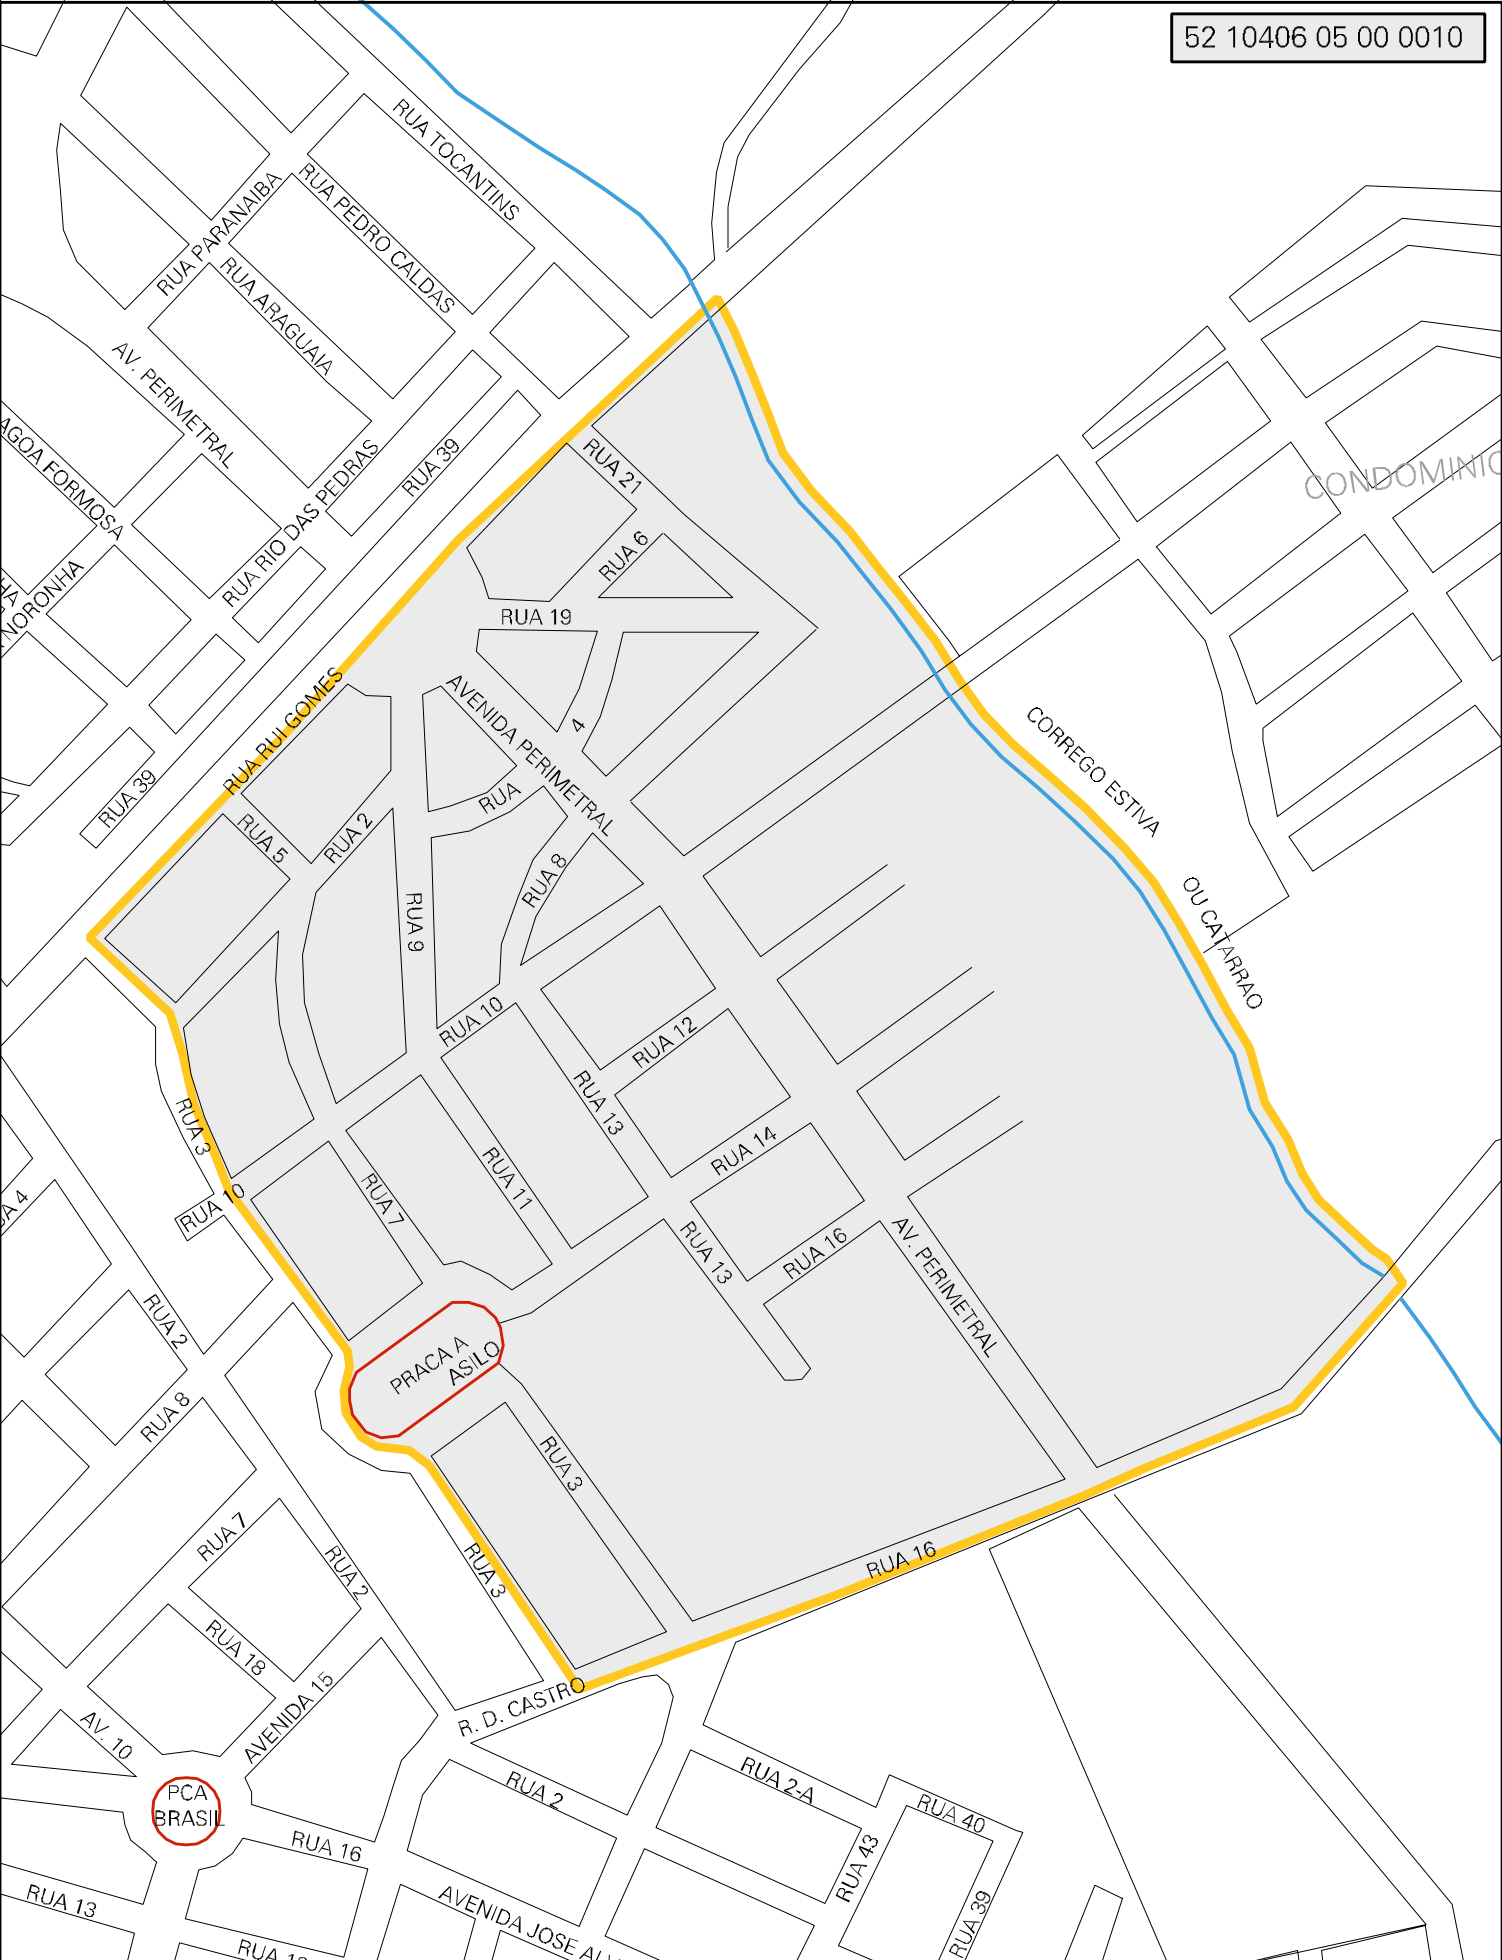 52 10406 05 00 0010
RUA TOCANTINS
RUA PEDRO CALDAS
RUA PARANAIBA
RUA ARAGUAIA
AV. PERIMETRAL
AGOA FORMOSA
RUA RIO DAS PEDRAS
RUA 39
RUA 21
CONDOMINIO
RUA 6
NORONHA
HA
RUA 19
RUA RUI GOMES
AVENIDA PERIMETRAL
4
RUA
CORREGO ESTIVA
RUA 39
RUA 5
RUA 2
RUA 8
RUA 9
OU CATARRAO
RUA 10
RUA 12
RUA 13
RUA 3
RUA 14
RUA 11
RUA 7
RUA 10
A 4
RUA 13
RUA 16
AV. PERIMETRAL
RUA 2
PRACA A
ASILO
RUA 8
RUA 3
RUA 7
RUA 2
RUA 3
RUA 16
RUA 18
AVENIDA 15
R. D. CASTRO
AV. 10
PCA
BRASIL
RUA 2
RUA 2-A
RUA 40
RUA 16
RUA 43
RUA 13
AVENIDA JOSE
RUA 39